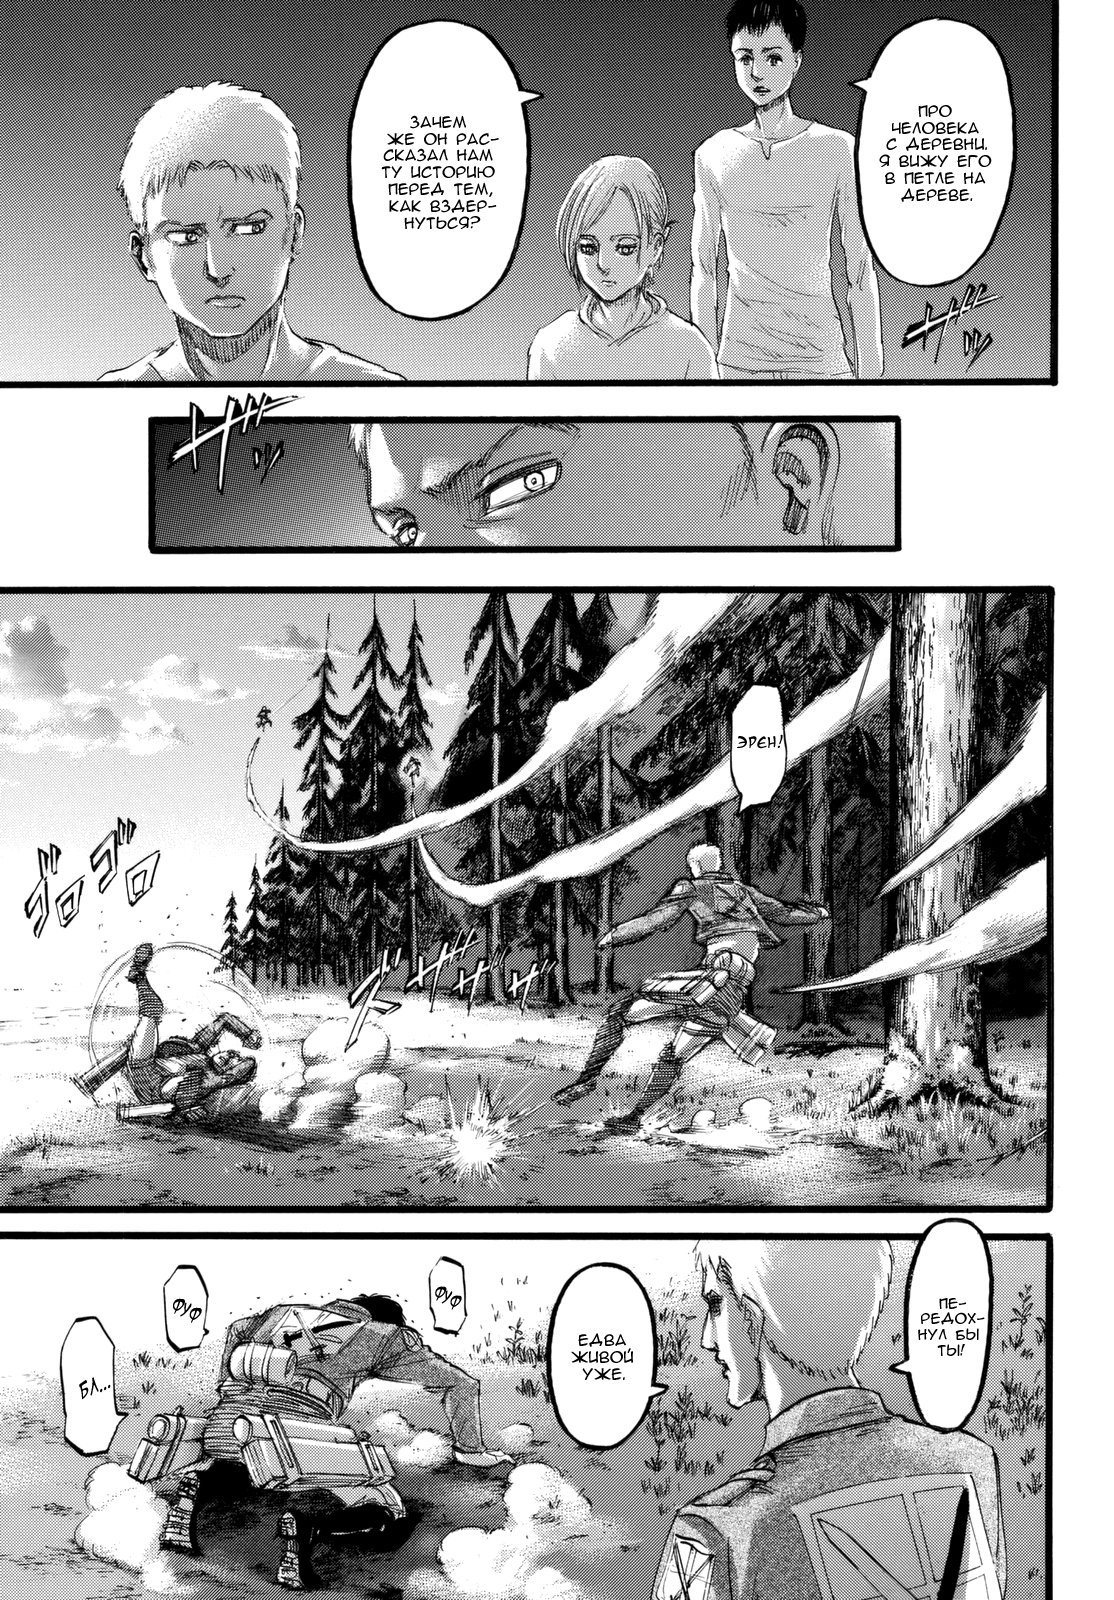 ПРО
ЧЕЛОВЕКА
С ДЕРЕВНИ.
Я ВИЖУ ЕГО
В ПЕТЛЕ НА
ДЕРЕВЕ.
ЗАЧЕМ
ЖЕ ОН РАС-
СКАЗАЛ НАМ
ТУ ИСТОРИЮ
ПЕРЕД ТЕМ,
КАК ВЗДЕР-
НУТЬСЯ?
ЭРЕН!
ПЕ-
РЕДОХ-
НУЛ БЫ
ТЫ!
ЕДВА
ЖИВОЙ
УЖЕ.
ФУФ
ФУФ
БЛ...